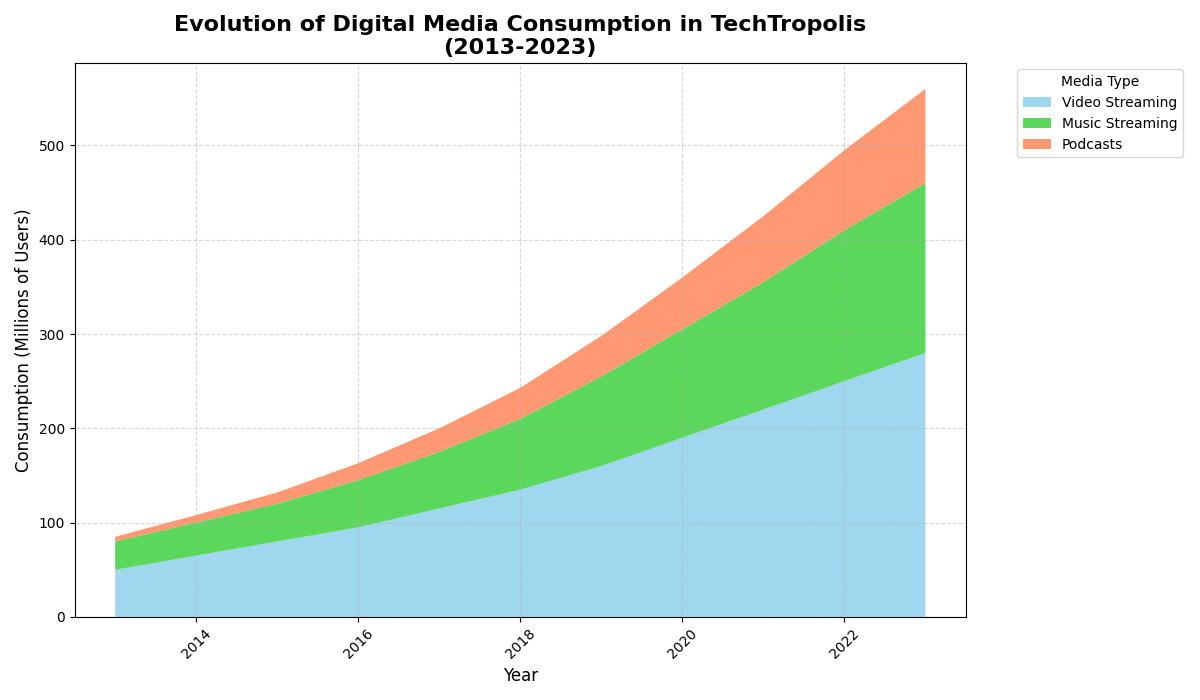 Evolution of Digital Media Consumption in TechTropolis
(2013-2023)
Media Type
Video Streaming
Music Streaming
Podcasts
Consumption (Millions of Users)
500
400
300
200
100
0
2014
2016
2018
2020
2022
Year